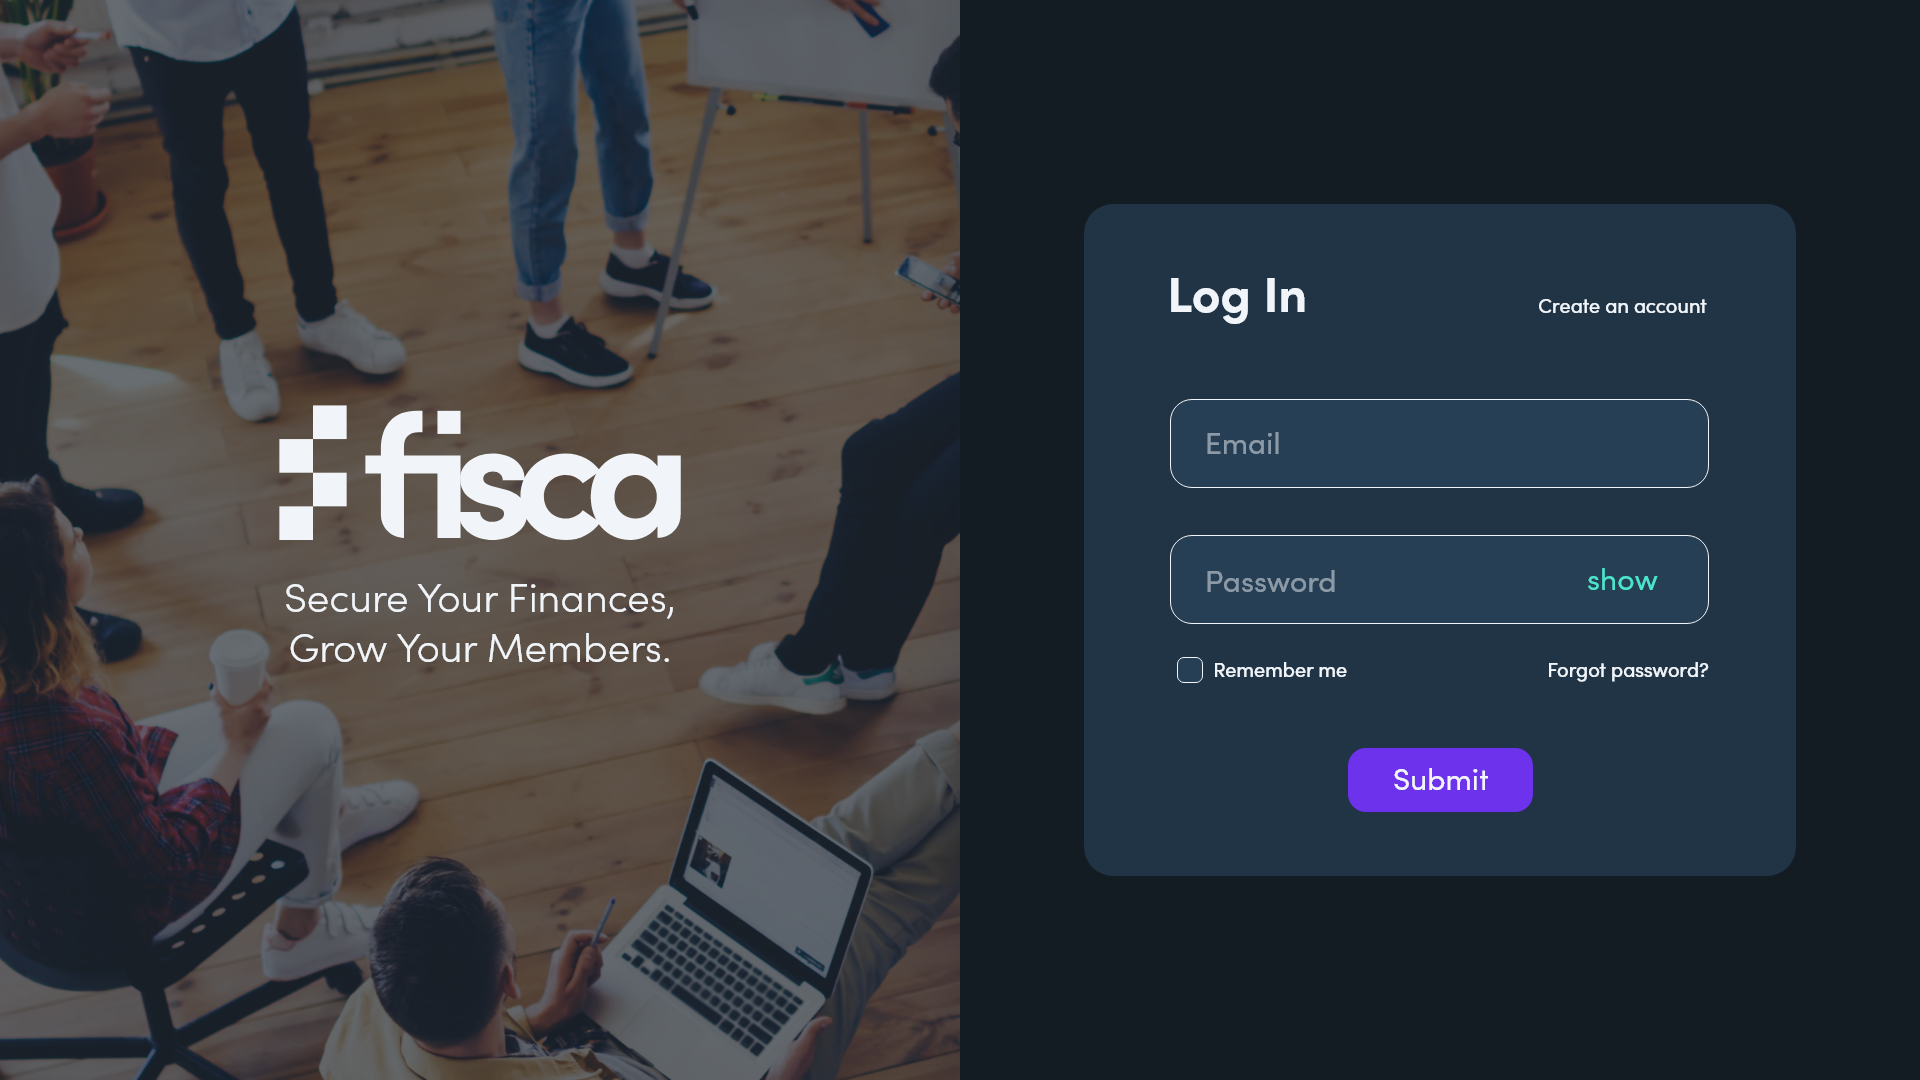 fisca
Secure Your Finances,
Grow Your Members.
Log In
Create an account
Email
Password
show
Remember me
Forgot password?
Submit